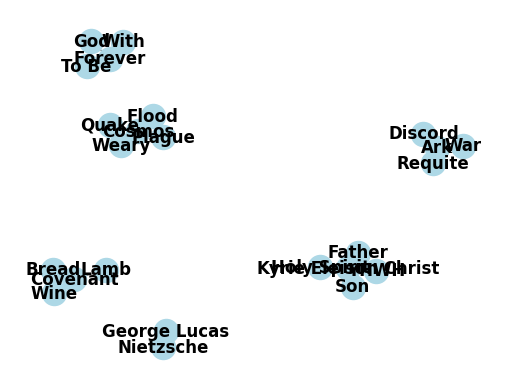 God
With
Forever
To Be
Flood
Quake
Cosmos
Plague
Weary
Discord
Ark
War
Requite
Father
Holy Spirit
Kyrie Eleison Christ
YHWH
Son
Bread
Lamb
Covenant
Wine
George Lucas
Nietzsche